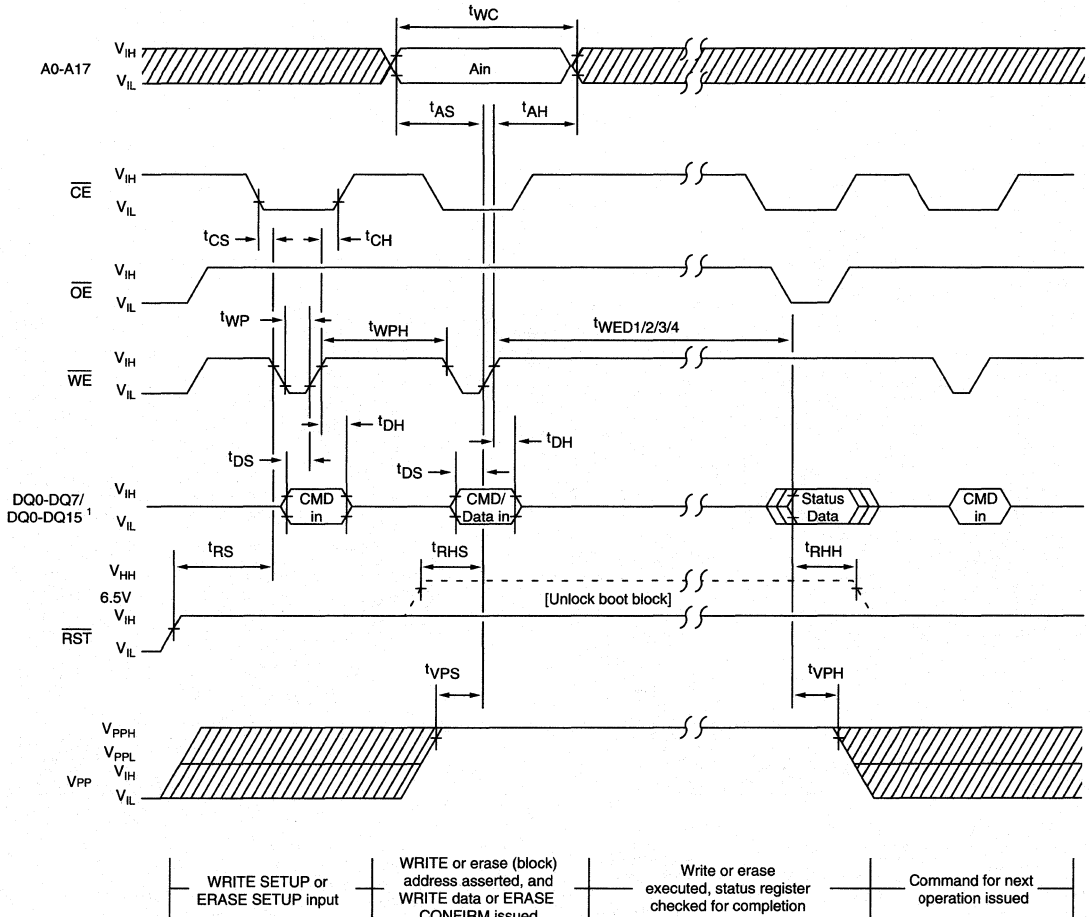 tWC
VIH
A0-A17
Ain
VIL
tAS
tAH
VIH
CE
VIL
tCS
tCH
VIH
OE
VIL
tWP
tWPH
tWED1/2/3/4
VIH
WE
VIL
tDH
tDH
tDS
tDS
DQ0-DQ7/
DQ0-DQ15 1
VIH
VIL
CMD
in
CMD/
Data in
Status
Data
CMD
in
tRS
tRHS
tRHH
VHH
6.5V
[Unlock boot block]
VIH
RST
VIL
tVPS
tVPH
VPPH
VPPL
VIH
VPP
VIL
WRITE SETUP or
ERASE SETUP input
WRITE or erase (block)
address asserted, and
WRITE data or ERASE
CONFIRM issued
Write or erase
executed, status register
checked for completion
Command for next
operation issued